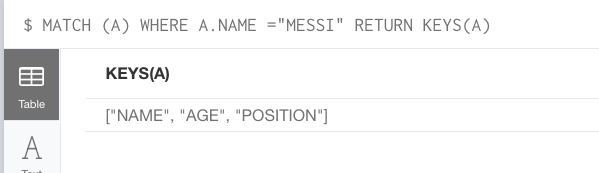 $ MATCH (A) WHERE A.NAME ="MESSI" RETURN KEYS(A)
KEYS(A)
Table
["NAME", "AGE", "POSITION"]
A